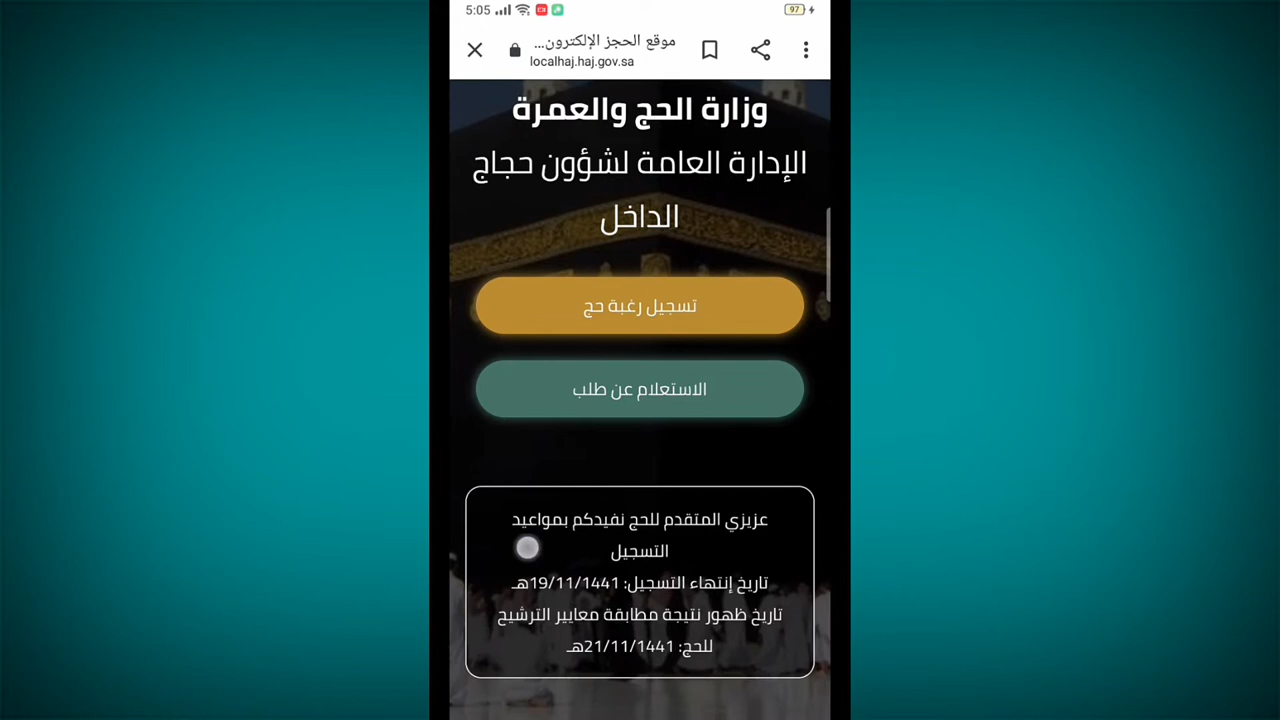 5:05
97
موقع الحجز الإلكترون...
localhaj.haj.gov.sa
وزارة الحج والعمرة
الإدارة العامة لشؤون حجاج
الداخل
تسجيل رغبة حج
الاستعلام عن طلب
عزيزي المتقدم للحج نفيدكم بمواعيد
التسجيل
تاريخ إنتهاء التسجيل: 19/11/1441هـ
تاريخ ظهور نتيجة مطابقة معايير الترشيح
للحج: 21/11/1441هـ